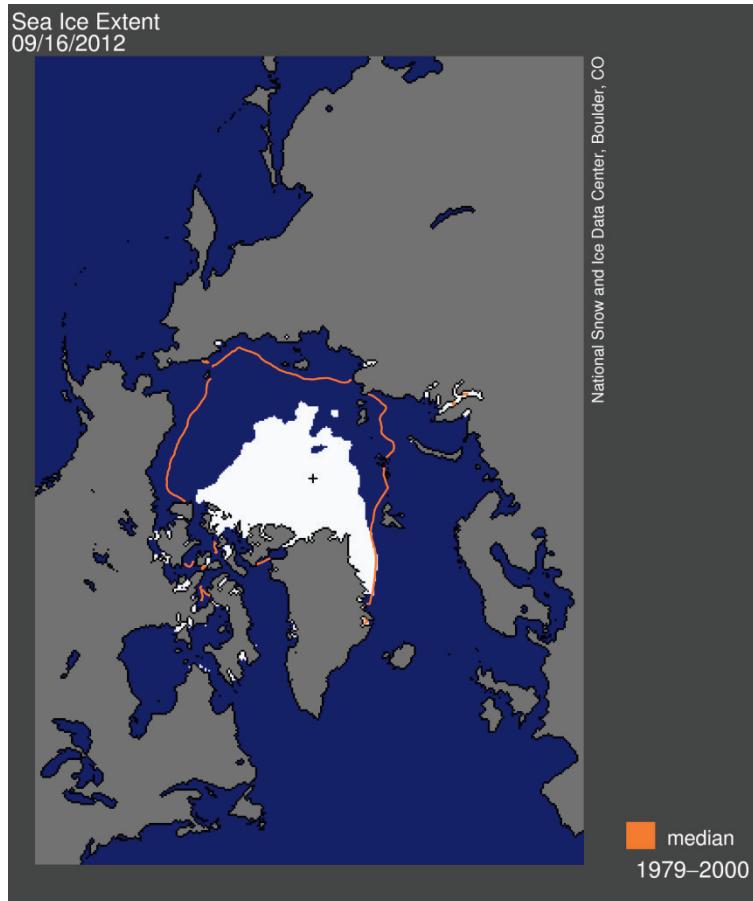 Sea Ice Extent
09/16/2012
National Snow and Ice Data Center, Boulder, CO
median
1979–2000